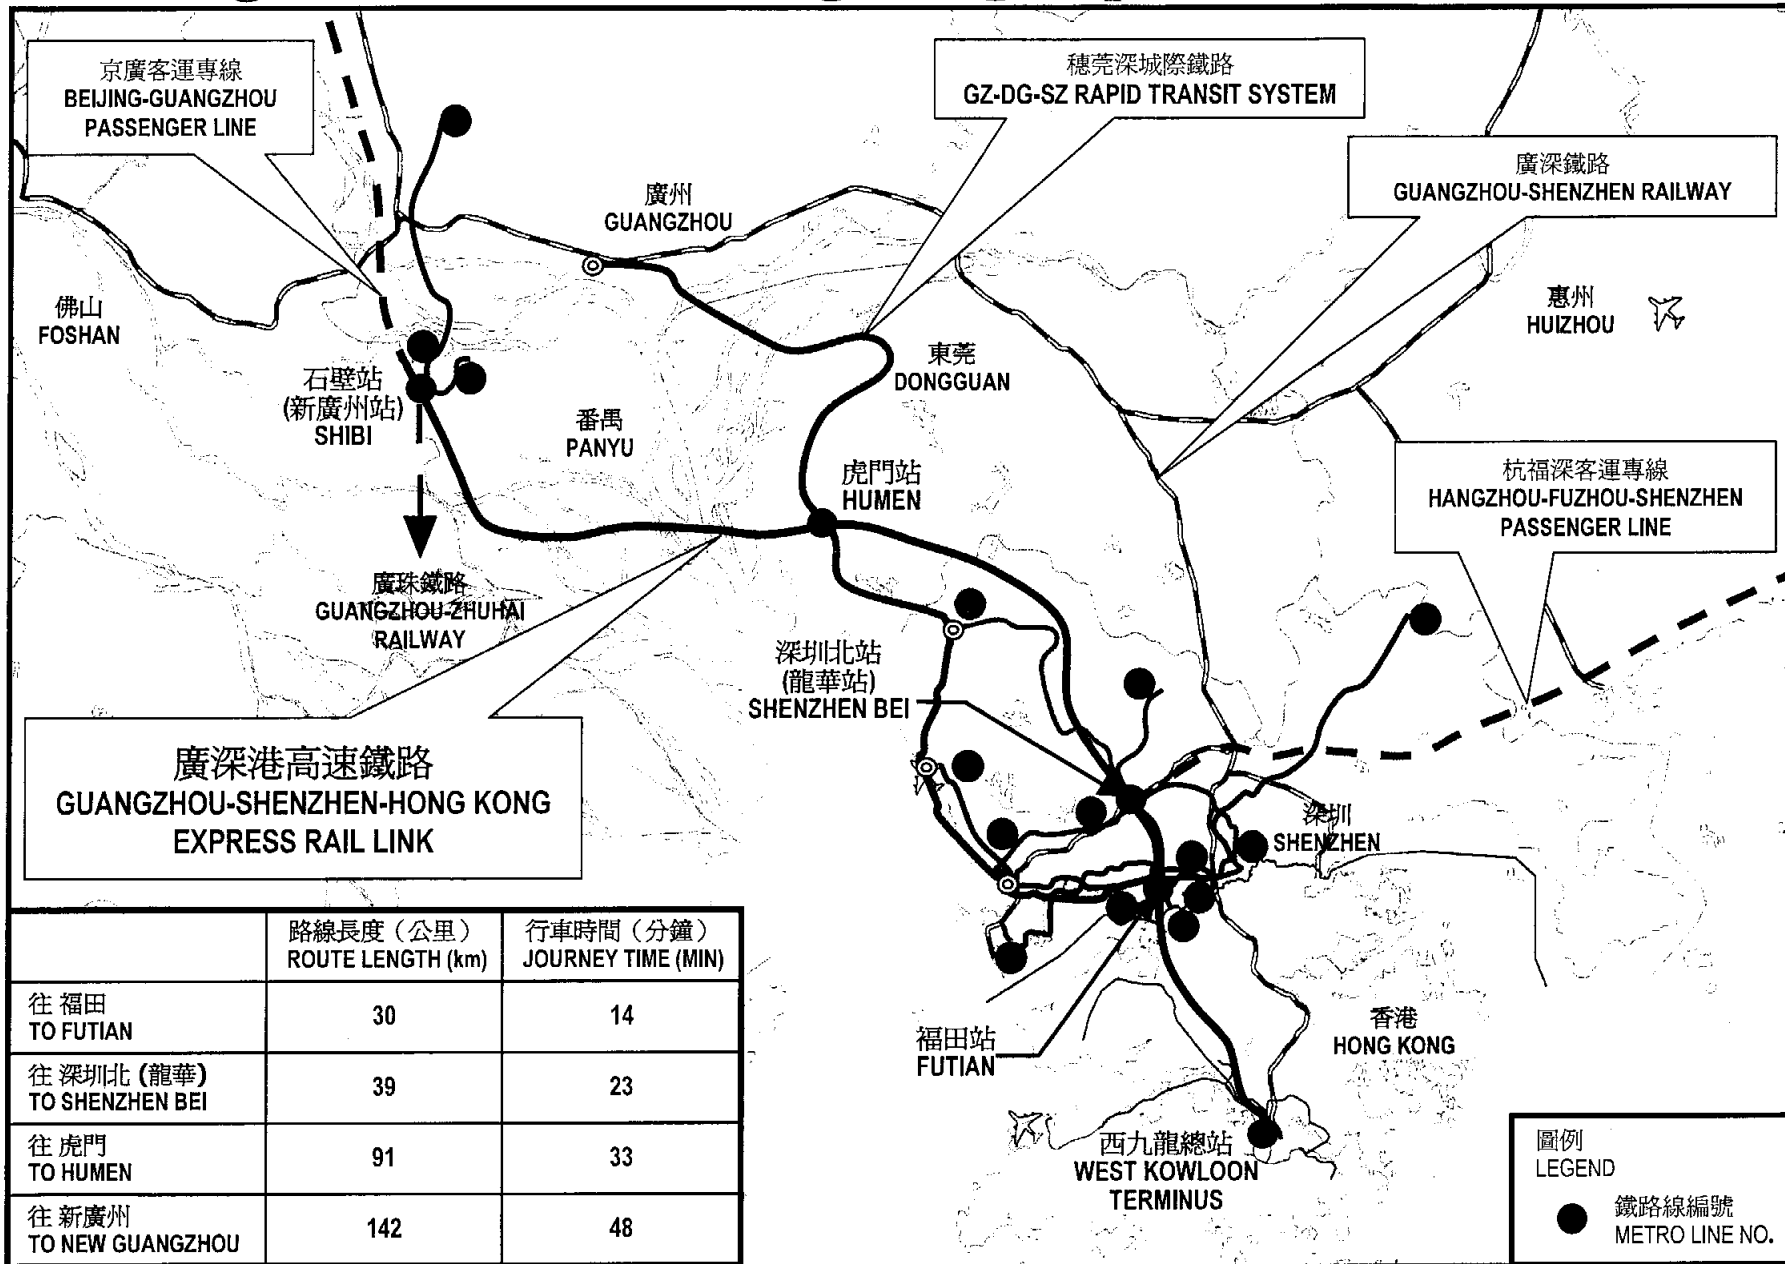 京廣客運專線
BEIJING-GUANGZHOU
PASSENGER LINE
穗莞深城際鐵路
GZ-DG-SZ RAPID TRANSIT SYSTEM
廣深鐵路
GUANGZHOU-SHENZHEN RAILWAY
廣州
GUANGZHOU
佛山
FOSHAN
惠州
HUIZHOU
東莞
DONGGUAN
石壁站
(新廣州站)
SHIBI
番禺
PANYU
虎門站
HUMEN
杭福深客運專線
HANGZHOU-FUZHOU-SHENZHEN
PASSENGER LINE
廣珠鐵路
GUANGZHOU-ZHUHAI
RAILWAY
深圳北站
(龍華站)
SHENZHEN BEI
廣深港高速鐵路
GUANGZHOU-SHENZHEN-HONG KONG
EXPRESS RAIL LINK
深圳
SHENZHEN
福田站
FUTIAN
香港
HONG KONG
西九龍總站
WEST KOWLOON
TERMINUS
路線長度（公里） 行車時間（分鐘）
ROUTE LENGTH (km) JOURNEY TIME (MIN)
往 福田
TO FUTIAN 30 14
往 深圳北 (龍華)
TO SHENZHEN BEI 39 23
往 虎門
TO HUMEN 91 33
往 新廣州
TO NEW GUANGZHOU 142 48
圖例
LEGEND
鐵路線編號
METRO LINE NO.